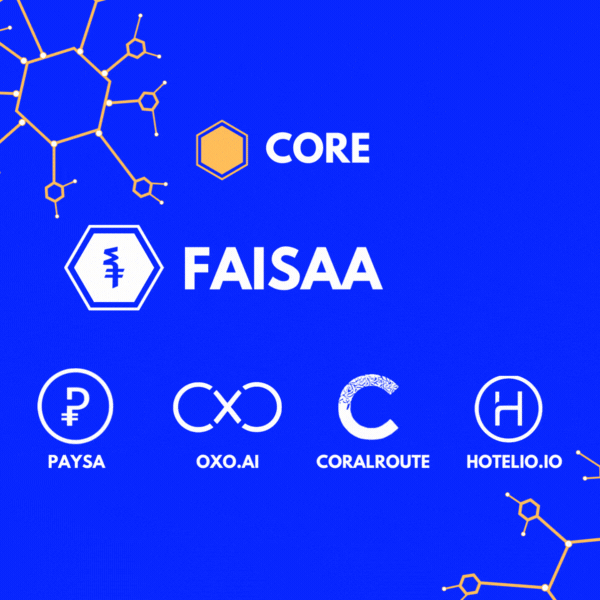 CORE
FAISAA
PAYSA
OXO.AI
CORALROUTE
HOTELIO.IO